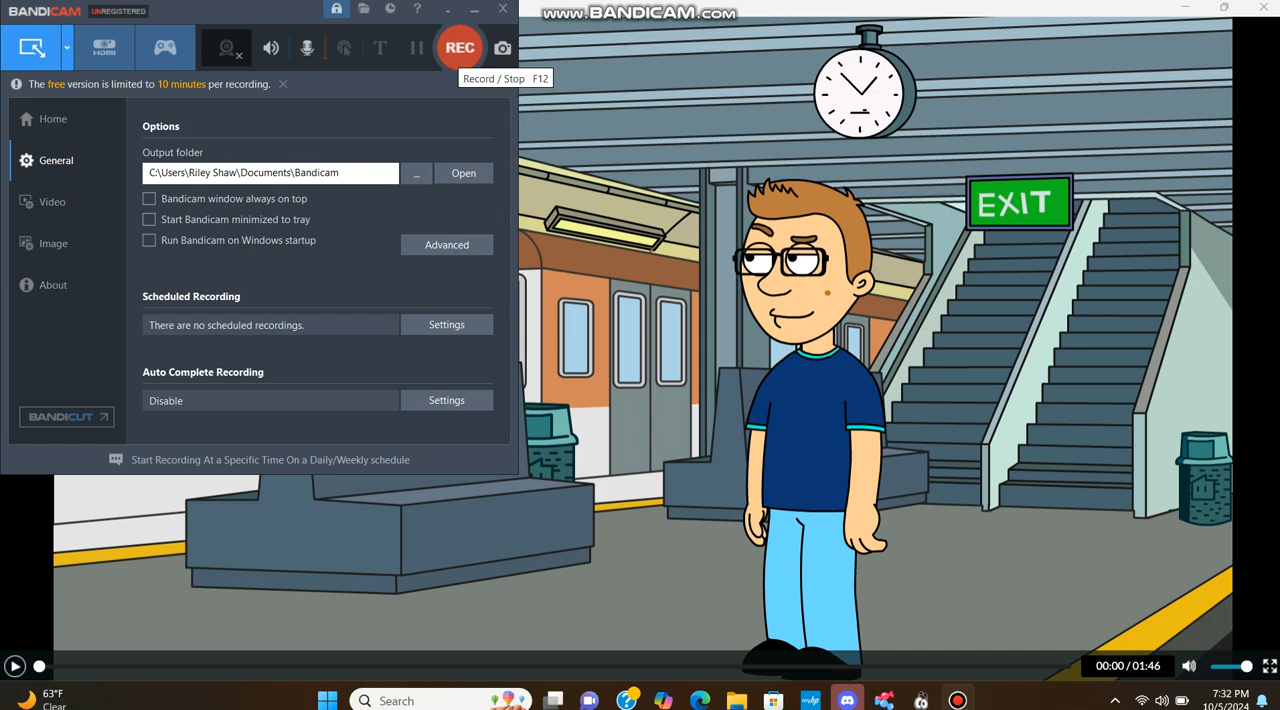 BANDICAM UNREGISTERED
www.BANDICAM.com
HDMI
T
REC
Record / Stop F12
The free version is limited to 10 minutes per recording.
Home
General
Video
Image
About
BANDICUT
Options
Output folder
C:\Users\Riley Shaw\Documents\Bandicam
...
Open
Bandicam window always on top
Start Bandicam minimized to tray
Run Bandicam on Windows startup
Advanced
Scheduled Recording
There are no scheduled recordings.
Settings
Auto Complete Recording
Disable
Settings
Start Recording At a Specific Time On a Daily/Weekly schedule
EXIT
00:00 / 01:46
63°F
Clear
Search
myhp
7:32 PM
10/5/2024